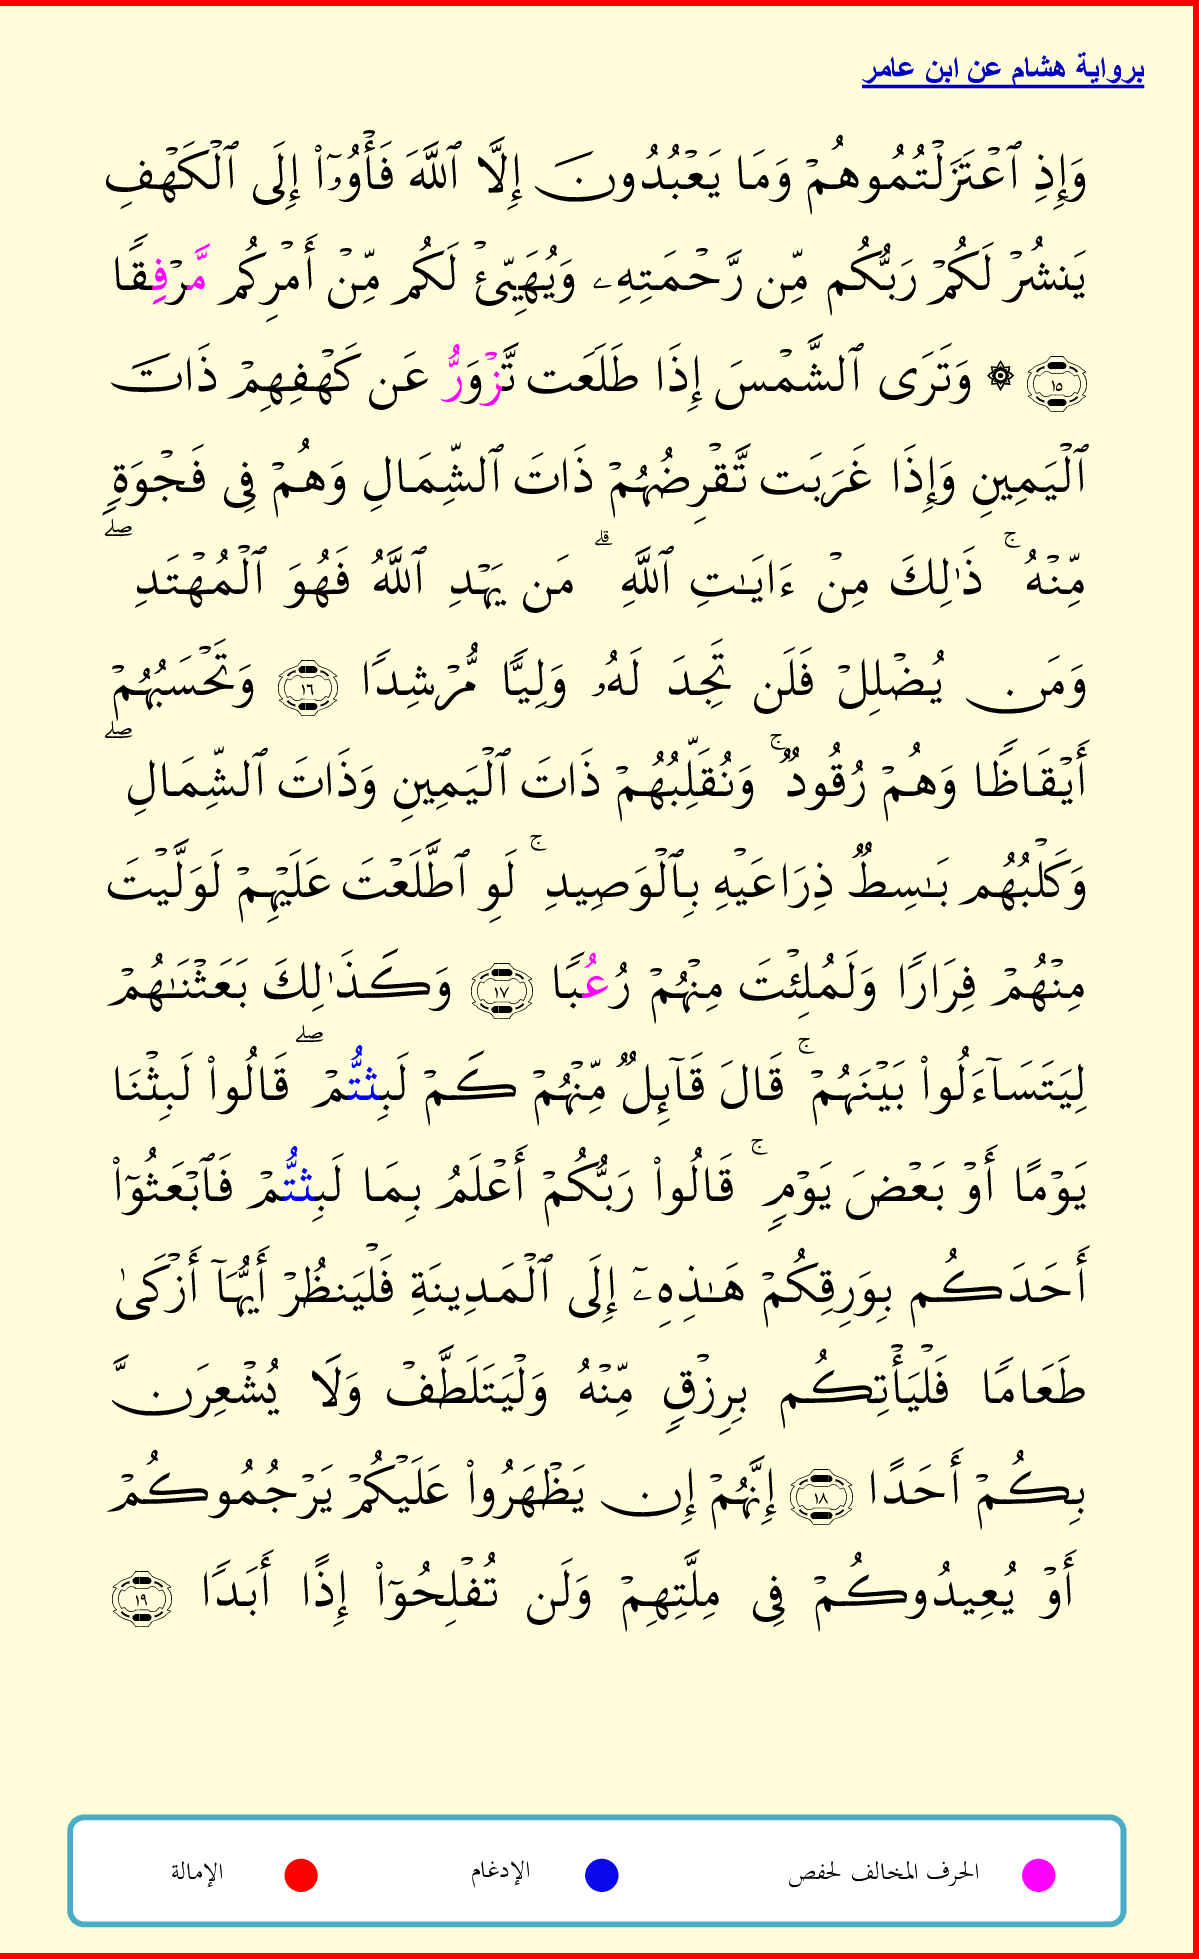 برواية هشام عن ابن عامر
وَإِذِ ٱعۡتَزَلۡتُمُوهُمۡ وَمَا يَعۡبُدُونَ إِلَّا ٱللَّهَ فَأۡوُۥٓاْ إِلَى ٱلۡكَهۡفِ
يَنشُرۡ لَكُمۡ رَبُّكُم مِّن رَّحۡمَتِهِۦ وَيُهَيِّئۡ لَكُم مِّنۡ أَمۡرِكُم مَّرۡفِقًا
١٥ ۞ وَتَرَى ٱلشَّمۡسَ إِذَا طَلَعَت تَّزۡوَرُّ عَن كَهۡفِهِمۡ ذَاتَ
ٱلۡيَمِينِ وَإِذَا غَرَبَت تَّقۡرِضُهُمۡ ذَاتَ ٱلشِّمَالِ وَهُمۡ فِي فَجۡوَةٖ
مِّنۡهُۚ ذَٰلِكَ مِنۡ ءَايَٰتِ ٱللَّهِۗ مَن يَهۡدِ ٱللَّهُ فَهُوَ ٱلۡمُهۡتَدِۖ
وَمَن يُضۡلِلۡ فَلَن تَجِدَ لَهُۥ وَلِيّٗا مُّرۡشِدٗا ١٦ وَتَحۡسَبُهُمۡ
أَيۡقَاظٗا وَهُمۡ رُقُودٞۚ وَنُقَلِّبُهُمۡ ذَاتَ ٱلۡيَمِينِ وَذَاتَ ٱلشِّمَالِۖ
وَكَلۡبُهُم بَٰسِطٞ ذِرَاعَيۡهِ بِٱلۡوَصِيدِۚ لَوِ ٱطَّلَعۡتَ عَلَيۡهِمۡ لَوَلَّيۡتَ
مِنۡهُمۡ فِرَارٗا وَلَمُلِئۡتَ مِنۡهُمۡ رُعُبٗا ١٧ وَكَذَٰلِكَ بَعَثۡنَٰهُمۡ
لِيَتَسَآءَلُواْ بَيۡنَهُمۡۚ قَالَ قَآئِلٞ مِّنۡهُمۡ كَمۡ لَبِثتُّمۡۖ قَالُواْ لَبِثۡنَا
يَوۡمًا أَوۡ بَعۡضَ يَوۡمٖۚ قَالُواْ رَبُّكُمۡ أَعۡلَمُ بِمَا لَبِثتُّمۡ فَٱبۡعَثُوٓاْ
أَحَدَكُم بِوَرِقِكُمۡ هَٰذِهِۦٓ إِلَى ٱلۡمَدِينَةِ فَلۡيَنظُرۡ أَيُّهَآ أَزۡكَىٰ
طَعَامٗا فَلۡيَأۡتِكُم بِرِزۡقٖ مِّنۡهُ وَلۡيَتَلَطَّفۡ وَلَا يُشۡعِرَنَّ
بِكُمۡ أَحَدًا ١٨ إِنَّهُمۡ إِن يَظۡهَرُواْ عَلَيۡكُمۡ يَرۡجُمُوكُمۡ
أَوۡ يُعِيدُوكُمۡ فِي مِلَّتِهِمۡ وَلَن تُفۡلِحُوٓاْ إِذًا أَبَدٗا ١٩
الحرف المخالف لحفص الإدغام الإمالة